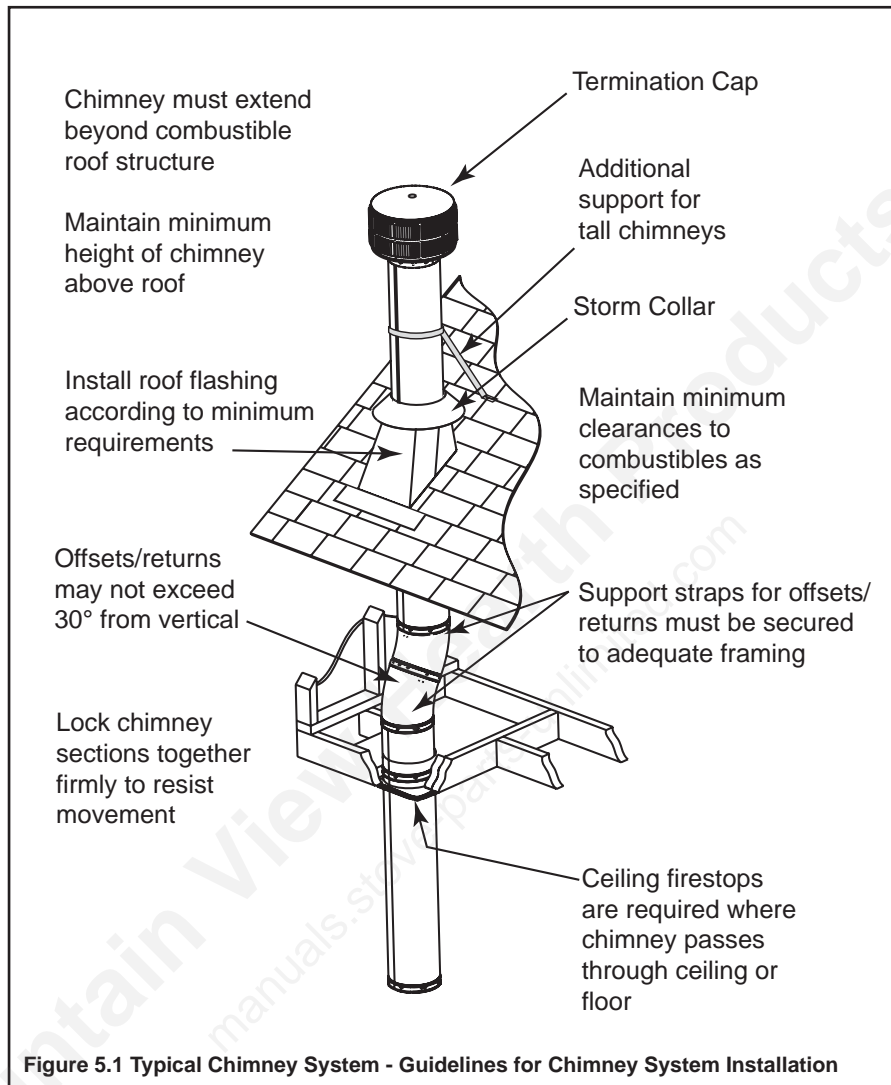 Chimney must extend
beyond combustible
roof structure
Maintain minimum
height of chimney
above roof
Install roof flashing
according to minimum
requirements
Offsets/returns
may not exceed
30° from vertical
Lock chimney
sections together
firmly to resist
movement
Termination Cap
Additional
support for
tall chimneys
Storm Collar
Maintain minimum
clearances to
combustibles as
specified
Support straps for offsets/
returns must be secured
to adequate framing
Ceiling firestops
are required where
chimney passes
through ceiling or
floor
Figure 5.1 Typical Chimney System - Guidelines for Chimney System Installation
View Products